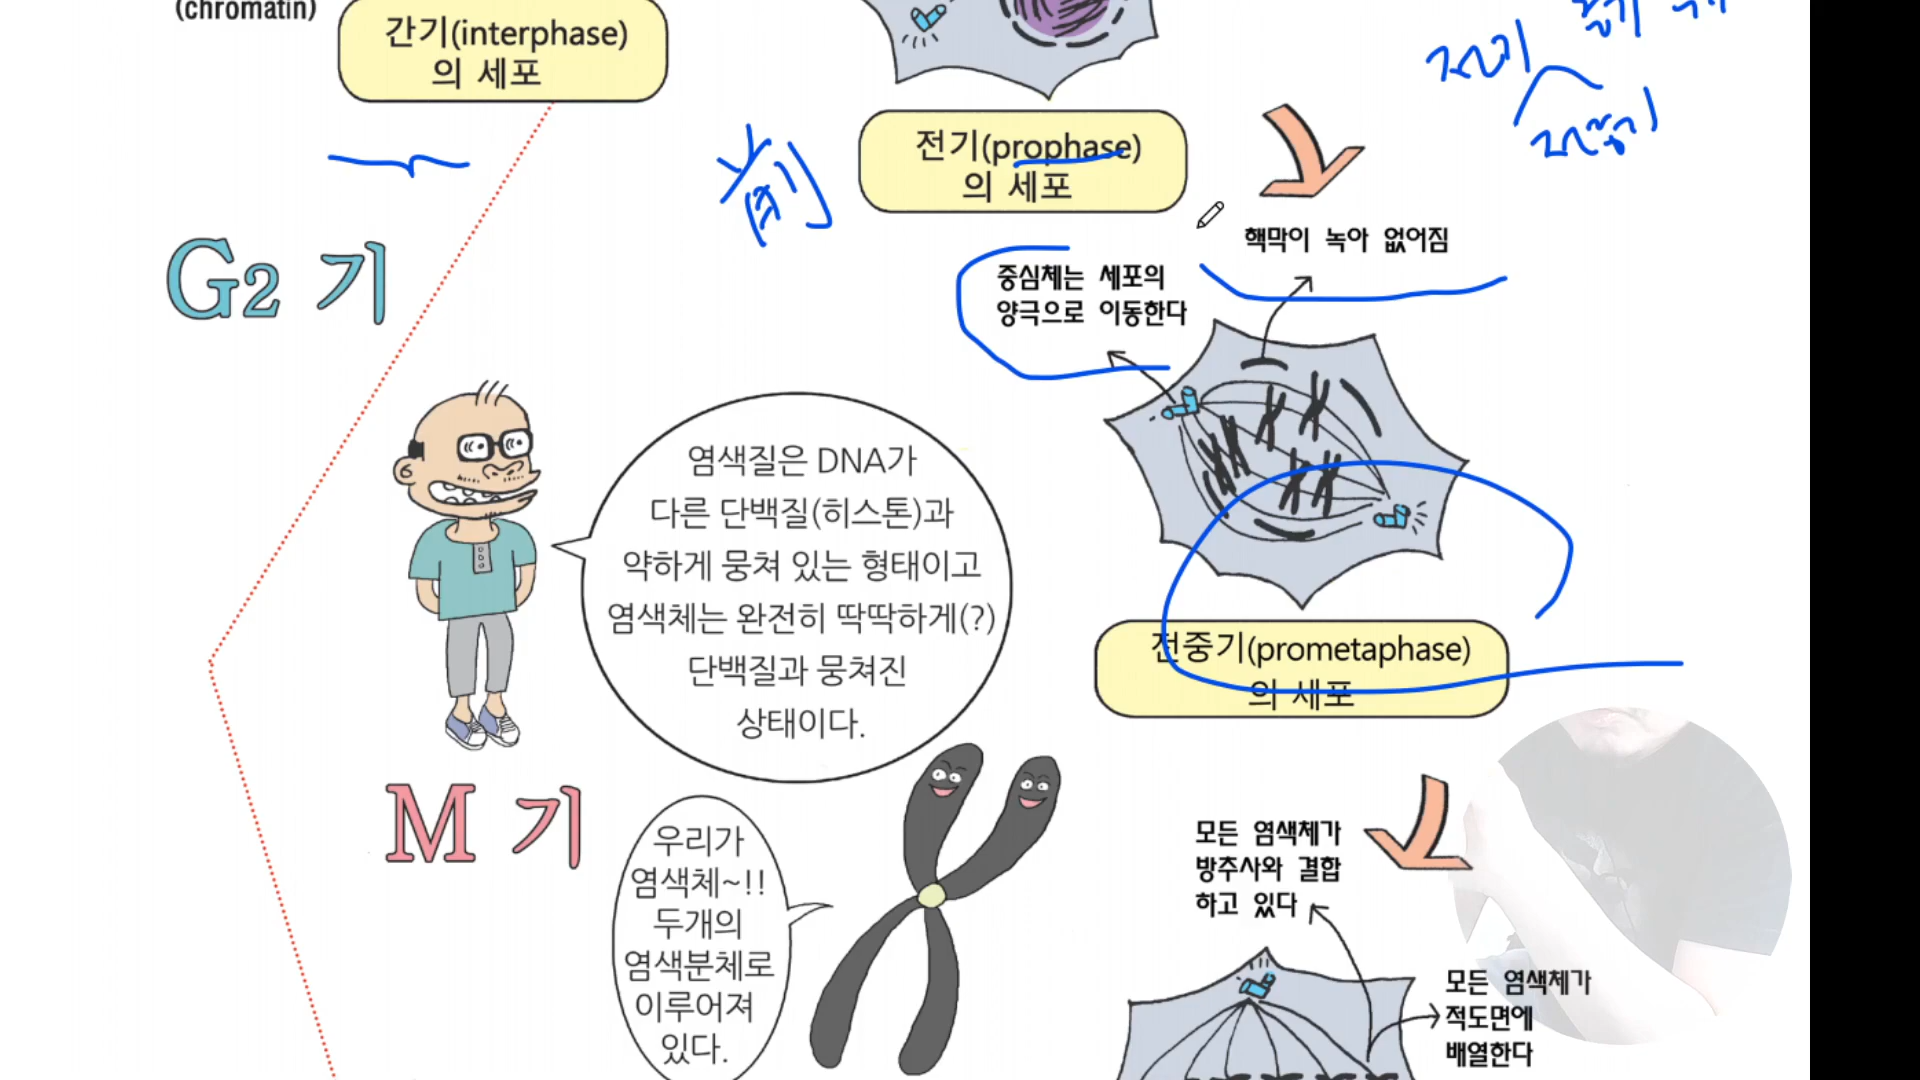 (chromatin)
간기(interphase)
의 세포
전기
전중기
전기(prophase)
의 세포
前
핵막이 녹아 없어짐
G2 기
중심체는 세포의
양극으로 이동한다
염색질은 DNA가
다른 단백질(히스톤)과
약하게 뭉쳐 있는 형태이고
염색체는 완전히 딱딱하게(?)
단백질과 뭉쳐진
상태이다.
전중기(prometaphase)
의 세포
M 기
우리가
염색체~!!
두개의
염색분체로
이루어져
있다.
모든 염색체가
방추사와 결합
하고 있다
모든 염색체가
적도면에
배열한다